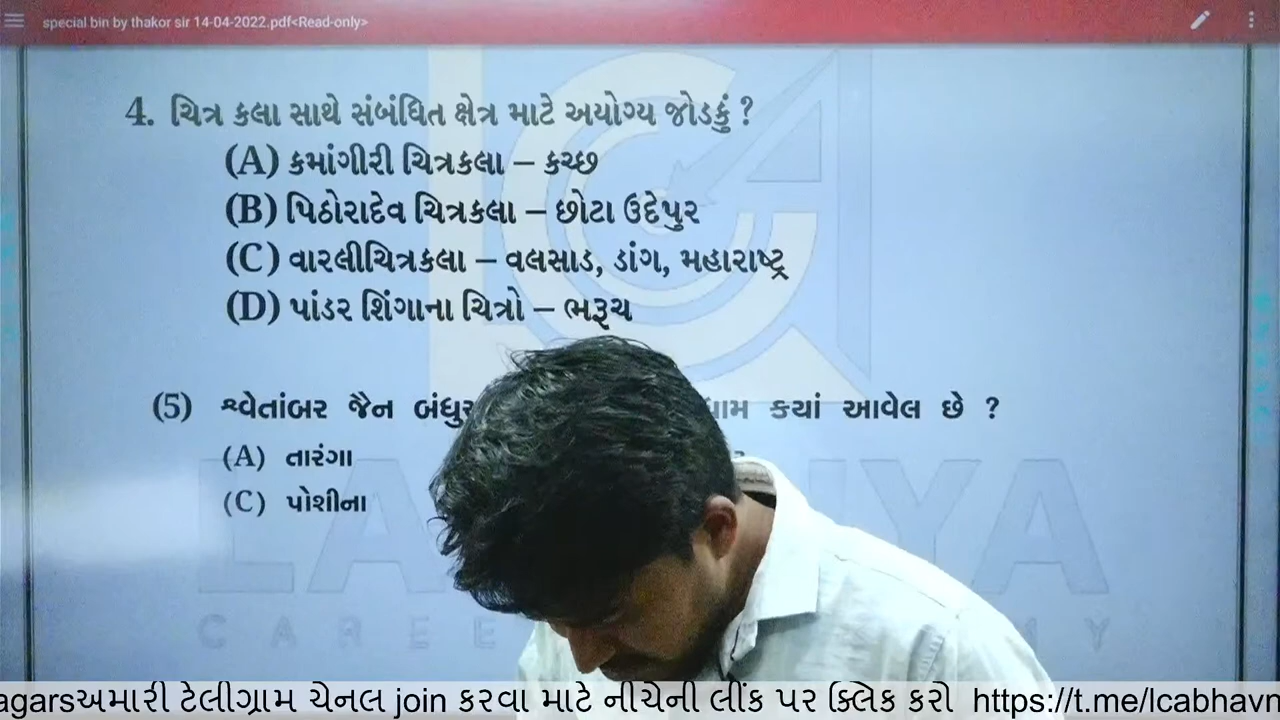 special bin by thakor sir 14-04-2022.pdf<Read-only>
4. ચિત્ર કલા સાથે સંબંધિત ક્ષેત્ર માટે અયોગ્ય જોડકું ?
(A) કમાંગીરી ચિત્રકલા – કચ્છ
(B) પિઠોરાદેવ ચિત્રકલા – છોટા ઉદેપુર
(C) વારલીચિત્રકલા – વલસાડ, ડાંગ, મહારાષ્ટ્ર
(D) પાંડર શિંગાના ચિત્રો – ભરૂચ
(5) શ્વેતાંબર જૈન કયાં આવેલ છે ?
(A) તારંગા
(C) પોશીના
અમારી ટેલીગ્રામ ચેનલ join કરવા માટે નીચેની લીંક પર ક્લિક કરો https://t.me/lcabhavn